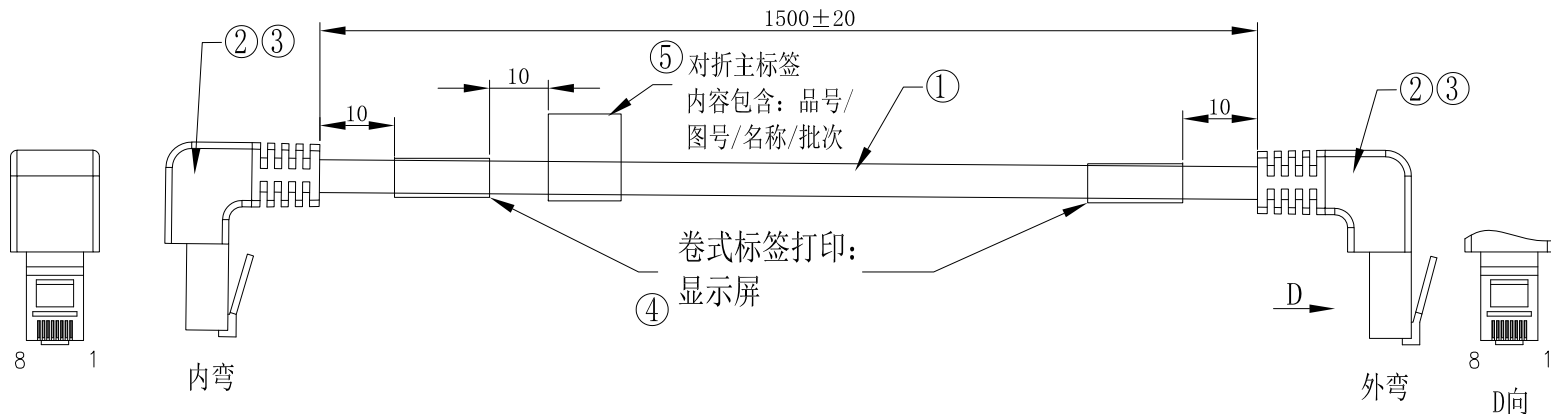 1500±20
②③
⑤ 对折主标签
内容包含：品号/
图号/名称/批次
10
①
②③
10
10
卷式标签打印：
显示屏
④
D
8 1
内弯
8 1
外弯
D向